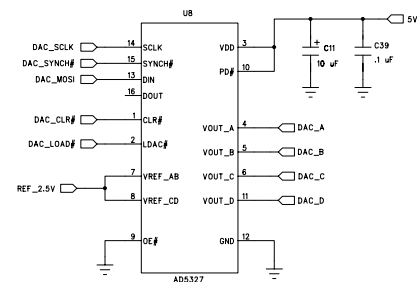 U8
5V
DAC_SCLK 14 SCLK VDD 3
+ C11 10 uF
C39 .1 uF
DAC_SYNCH# 15 SYNCH#
DAC_MOSI 13 DIN PD# 10
16 DOUT
DAC_CLR# 1 CLR#
VOUT_A 4 DAC_A
DAC_LOAD# 2 LDAC#
VOUT_B 5 DAC_B
REF_2.5V
7 VREF_AB VOUT_C 6 DAC_C
8 VREF_CD VOUT_D 11 DAC_D
9 OE# GND 12
AD5327